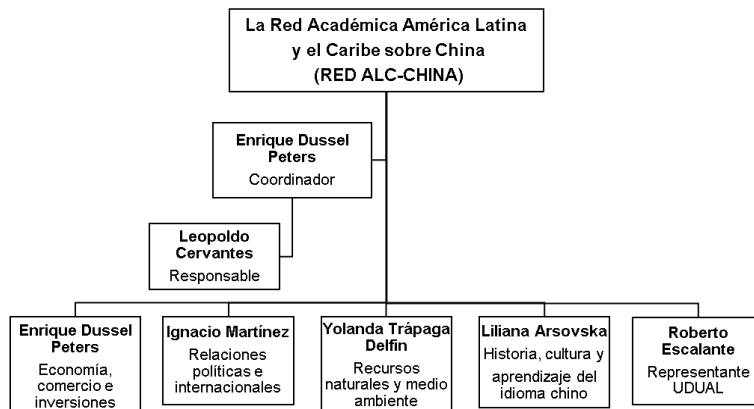 La Red Académica América Latina
y el Caribe sobre China
(RED ALC-CHINA)
Enrique Dussel
Peters
Coordinador
Leopoldo
Cervantes
Responsable
Enrique Dussel
Peters
Economía,
comercio e
inversiones
Ignacio Martínez
Relaciones
políticas e
internacionales
Yolanda Trápaga
Delfin
Recursos
naturales y medio
ambiente
Liliana Arsovska
Historia, cultura y
aprendizaje del
idioma chino
Roberto
Escalante
Representante
UDUAL